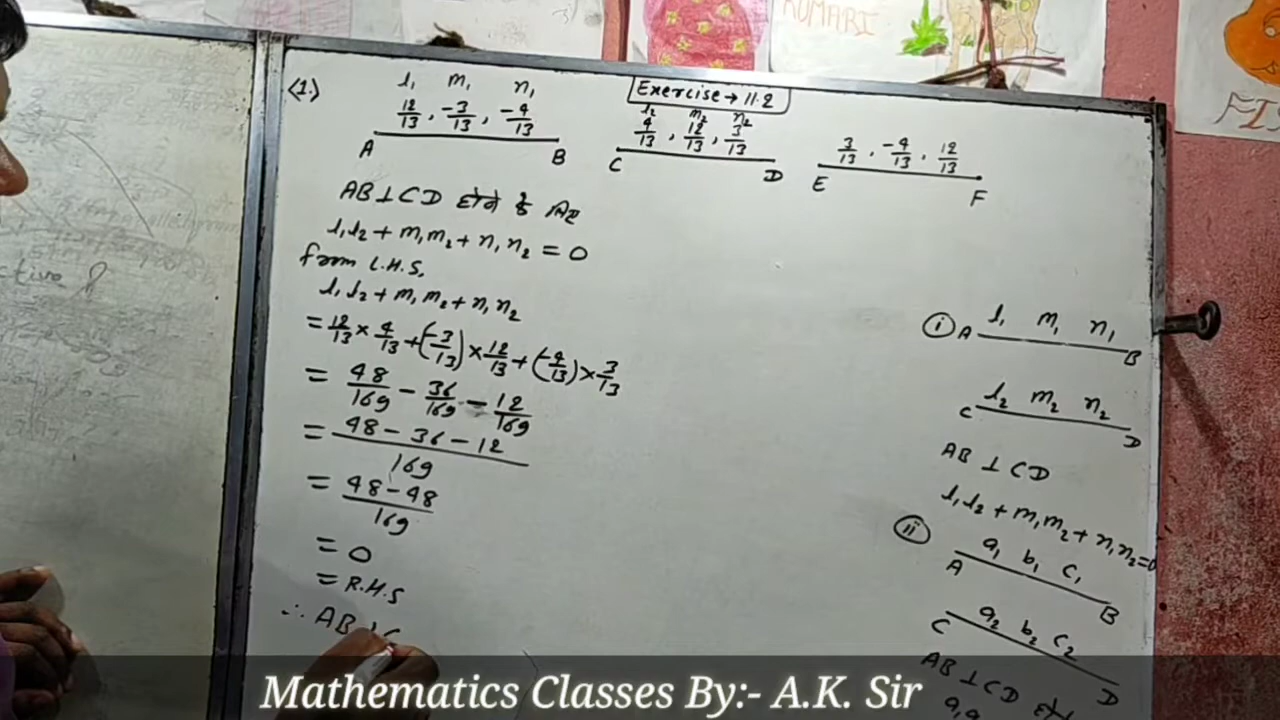 KUMARI
FIS
Exercise → 11.2
<1.>
l₁ m₁ n₁
12/13, -3/13, -4/13
A B
l₂ m₂ n₂
4/13, 12/13, 3/13
C D
3/13, -4/13, 12/13
E F
AB ⊥ CD होने के लिए
l₁l₂ + m₁m₂ + n₁n₂ = 0
from L.H.S,
l₁l₂ + m₁m₂ + n₁n₂
= 12/13 × 4/13 + (-3/13) × 12/13 + (-4/13) × 3/13
= 48/169 - 36/169 - 12/169
= 48 - 36 - 12 / 169
= 48 - 48 / 169
= 0
= R.H.S
∴ AB ⊥ C
(i) A l₁ m₁ n₁ B
C l₂ m₂ n₂ D
AB ⊥ CD
l₁l₂ + m₁m₂ + n₁n₂ = 0
(ii) a₁ b₁ c₁
A B
a₂ b₂ c₂
C D
AB ⊥ CD
a₁a₂
ctive
Mathematics Classes By:- A.K. Sir